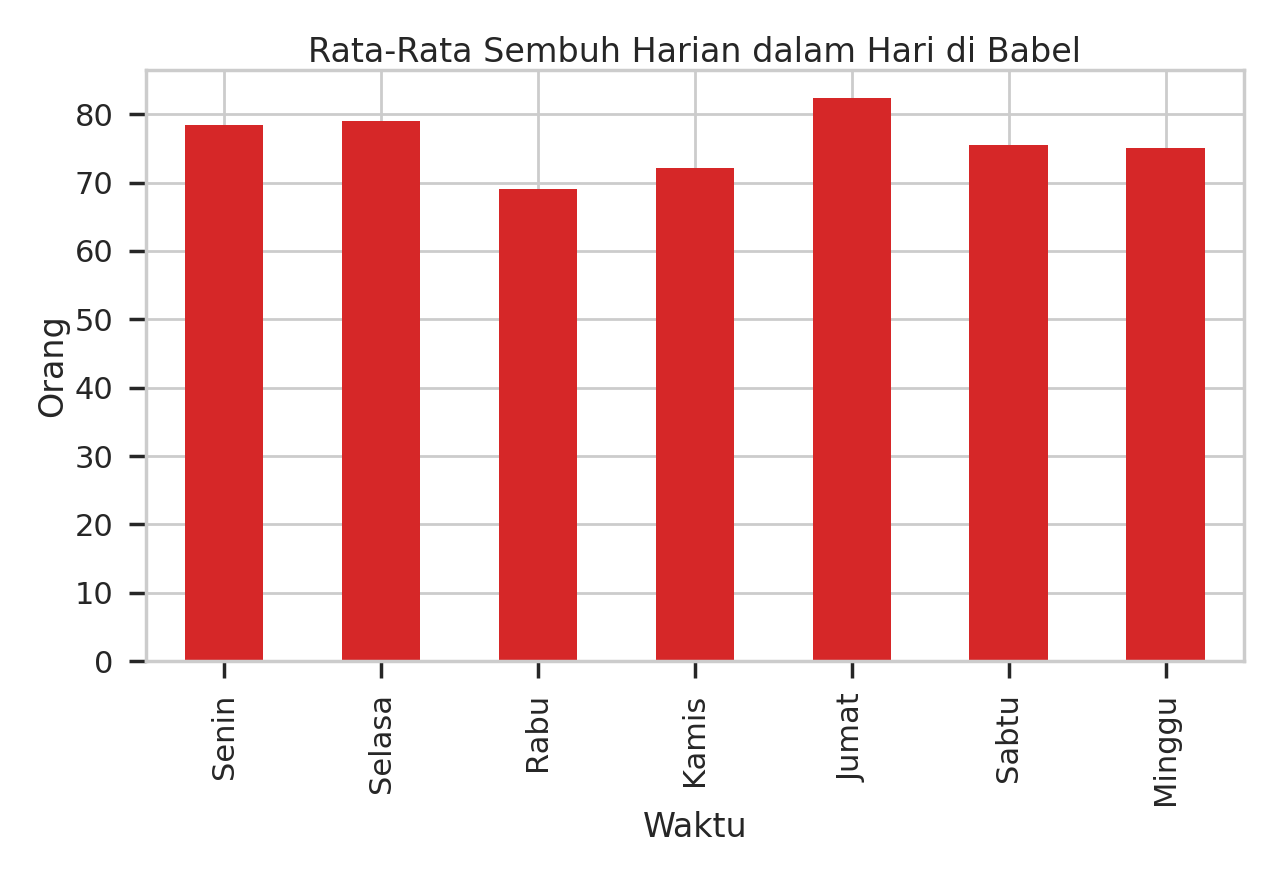 Rata-Rata Sembuh Harian dalam Hari di Babel
Orang
80
70
60
50
40
30
20
10
0
Senin
Selasa
Rabu
Kamis
Jumat
Sabtu
Minggu
Waktu